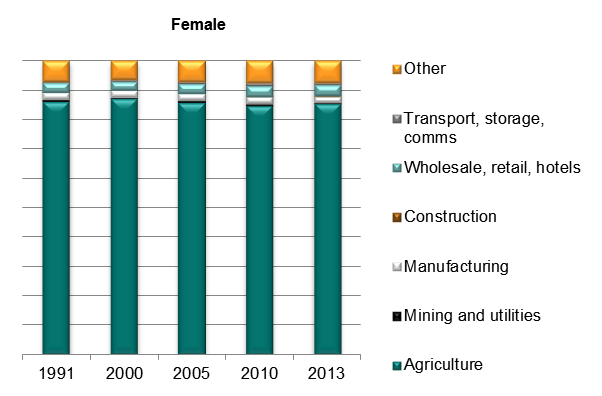 Female
Other
Transport, storage,
comms
Wholesale, retail, hotels
Construction
Manufacturing
Mining and utilities
Agriculture
1991 2000 2005 2010 2013